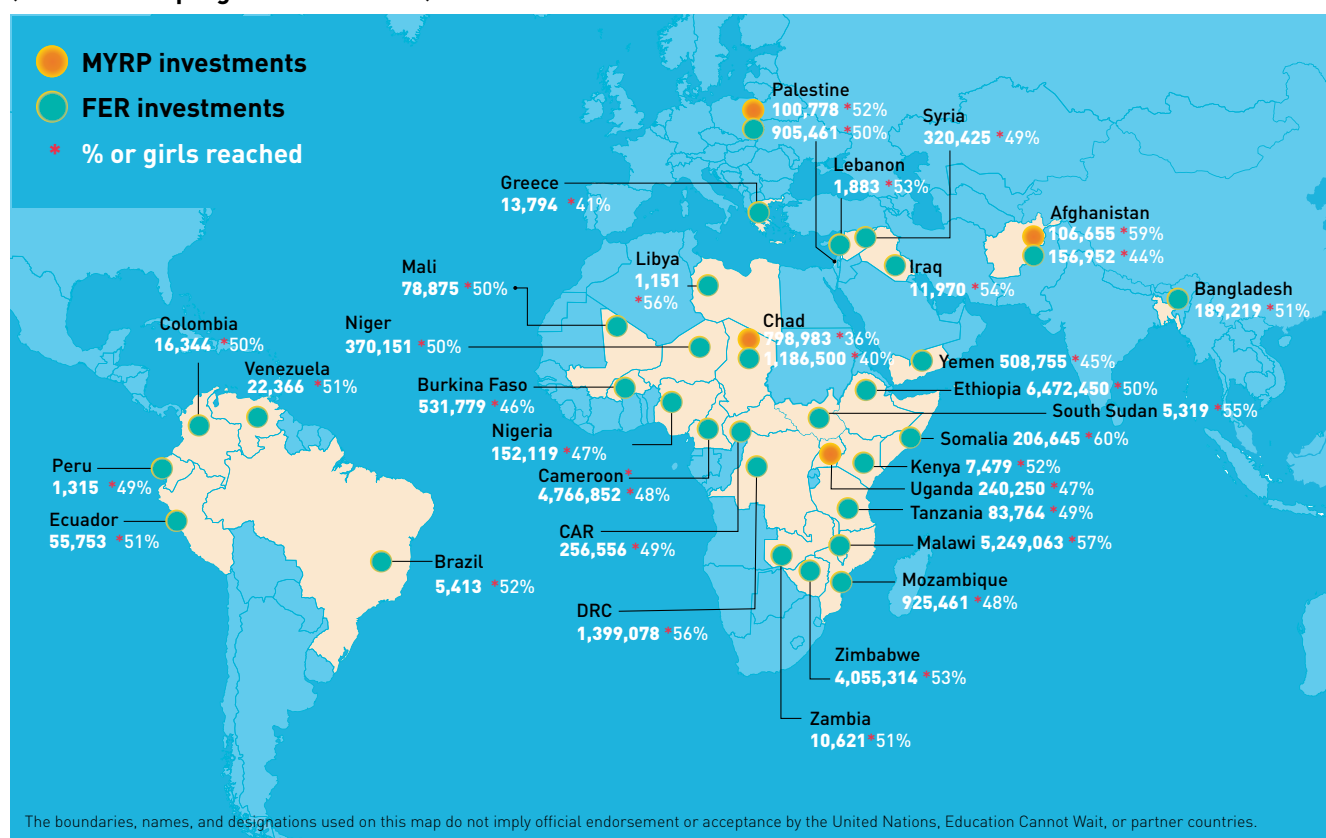 MYRP investments
FER investments
* % or girls reached
Palestine
100,778 *52%
905,461 *50%
Syria
320,425 *49%
Lebanon
1,883 *53%
Greece
13,794 *41%
Afghanistan
106,655 *59%
156,952 *44%
Libya
1,151
*56%
Iraq
11,970 *54%
Mali
78,875 *50%
Bangladesh
189,219 *51%
Colombia
16,344 *50%
Niger
370,151 *50%
Chad
98,983 *36%
1,186,500 *40%
Venezuela
22,366 *51%
Yemen 508,755 *45%
Burkina Faso
531,779 *46%
Ethiopia 6,472,450 *50%
South Sudan 5,319 *55%
Nigeria
152,119 *47%
Somalia 206,645 *60%
Peru
1,315 *49%
Cameroon*
4,766,852 *48%
Kenya 7,479 *52%
Uganda 240,250 *47%
Tanzania 83,764 *49%
Ecuador
55,753 *51%
CAR
256,556 *49%
Malawi 5,249,063 *57%
Brazil
5,413 *52%
Mozambique
925,461 *48%
DRC
1,399,078 *56%
Zimbabwe
4,055,314 *53%
Zambia
10,621*51%
The boundaries, names, and designations used on this map do not imply official endorsement or acceptance by the United Nations, Education Cannot Wait, or partner countries.